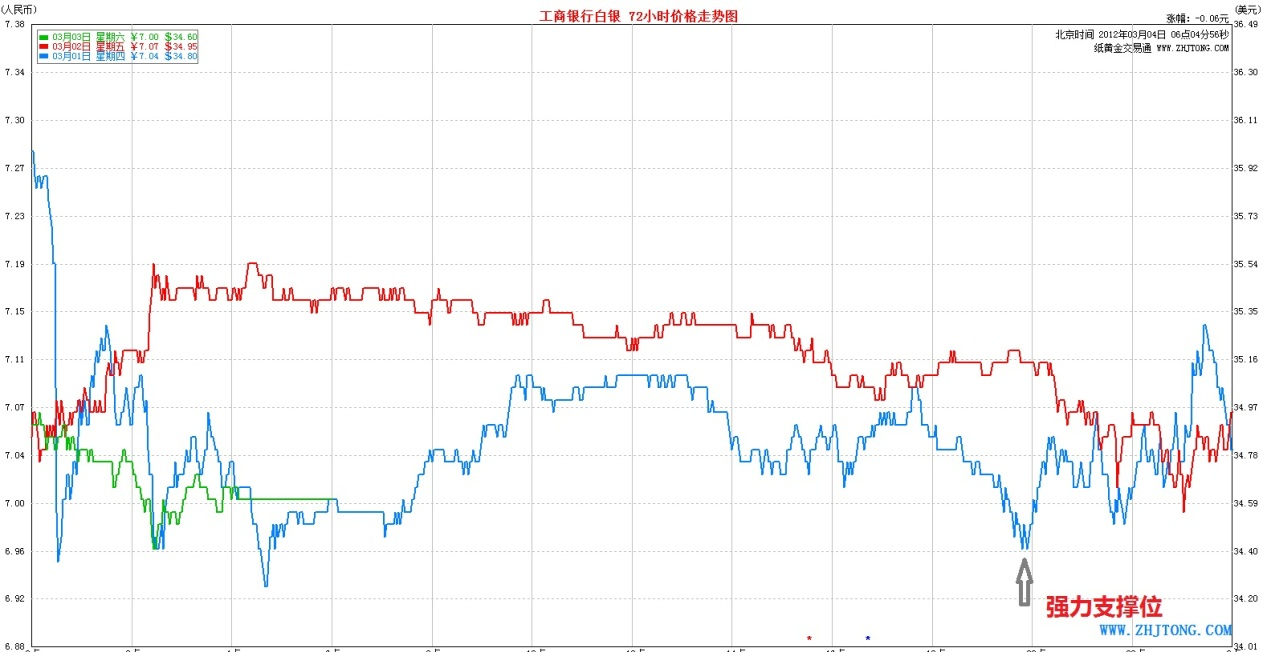 (人民币)
工商银行白银 72小时价格走势图
(美元)
涨幅: -0.06元
北京时间 2012年03月04日 06点04分56秒
纸黄金交易通 WWW.ZHJTONG.COM
03月03日 星期六 ¥7.00 $34.60
03月02日 星期五 ¥7.07 $34.95
03月01日 星期四 ¥7.04 $34.80
7.38 36.49
7.34 36.30
7.30 36.11
7.27 35.92
7.23 35.73
7.19 35.54
7.15 35.35
7.11 35.16
7.07 34.97
7.04 34.78
7.00 34.59
6.96 34.40
6.92 34.20
6.88 34.01
强力支撑位
WWW.ZHJTONG.COM